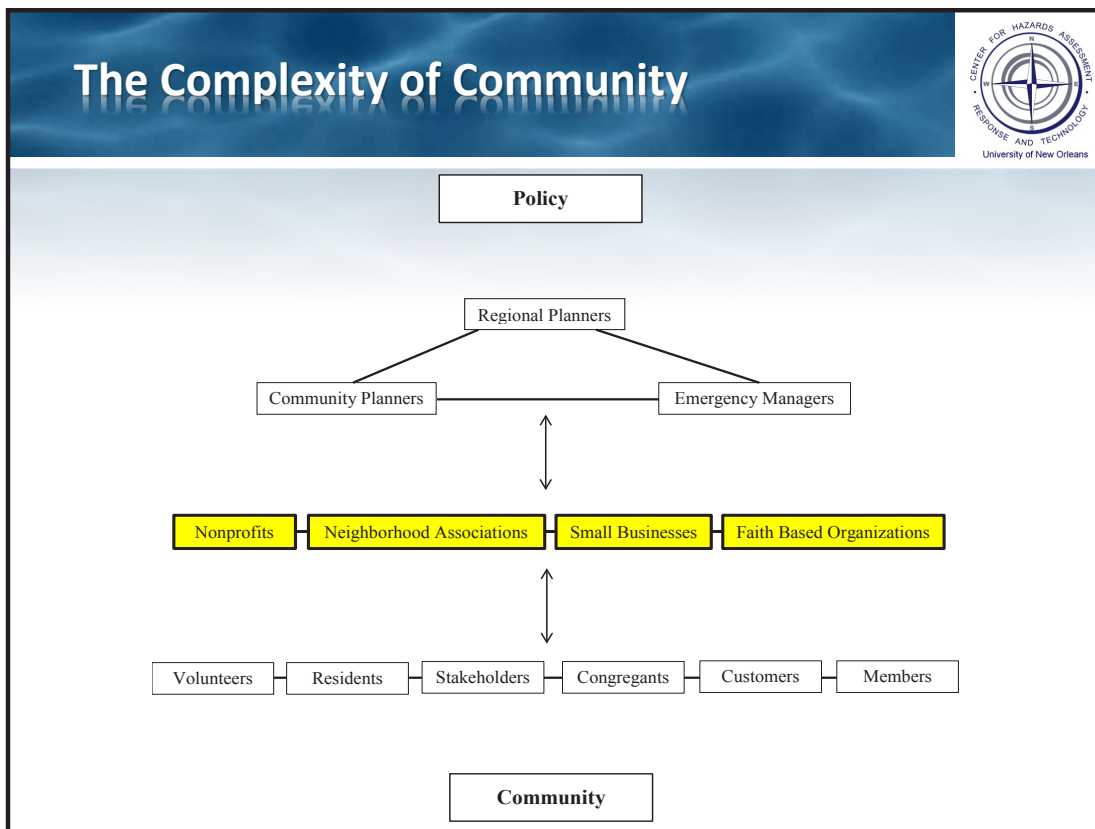 The Complexity of Community
CENTER FOR HAZARDS ASSESSMENT
RESPONSE AND TECHNOLOGY
N
W
E
S
University of New Orleans
Policy
Regional Planners
Community Planners
Emergency Managers
Nonprofits
Neighborhood Associations
Small Businesses
Faith Based Organizations
Volunteers
Residents
Stakeholders
Congregants
Customers
Members
Community